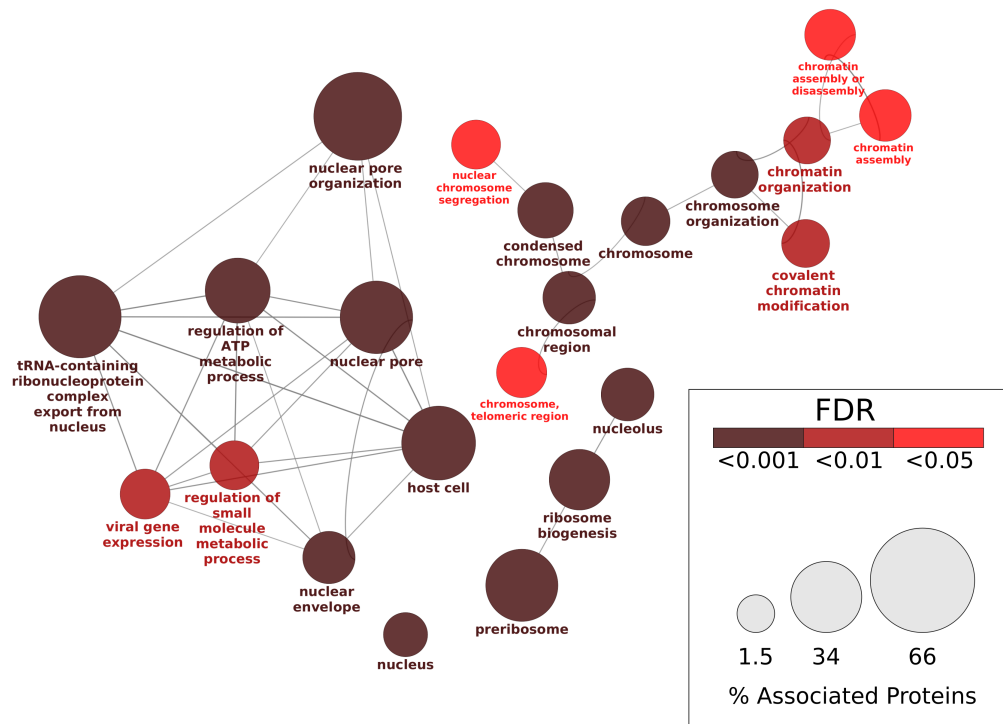 chromatin
assembly or
disassembly
chromatin
assembly
nuclear pore
organization
nuclear
chromosome
segregation
chromatin
organization
chromosome
organization
condensed
chromosome
chromosome
covalent
chromatin
modification
regulation of
ATP
metabolic
process
nuclear pore
chromosomal
region
tRNA-containing
ribonucleoprotein
complex
export from
nucleus
chromosome,
telomeric region
nucleolus
host cell
viral gene
expression
regulation of
small
molecule
metabolic
process
ribosome
biogenesis
nuclear
envelope
preribosome
nucleus
FDR
<0.001 <0.01 <0.05
1.5 34 66
% Associated Proteins